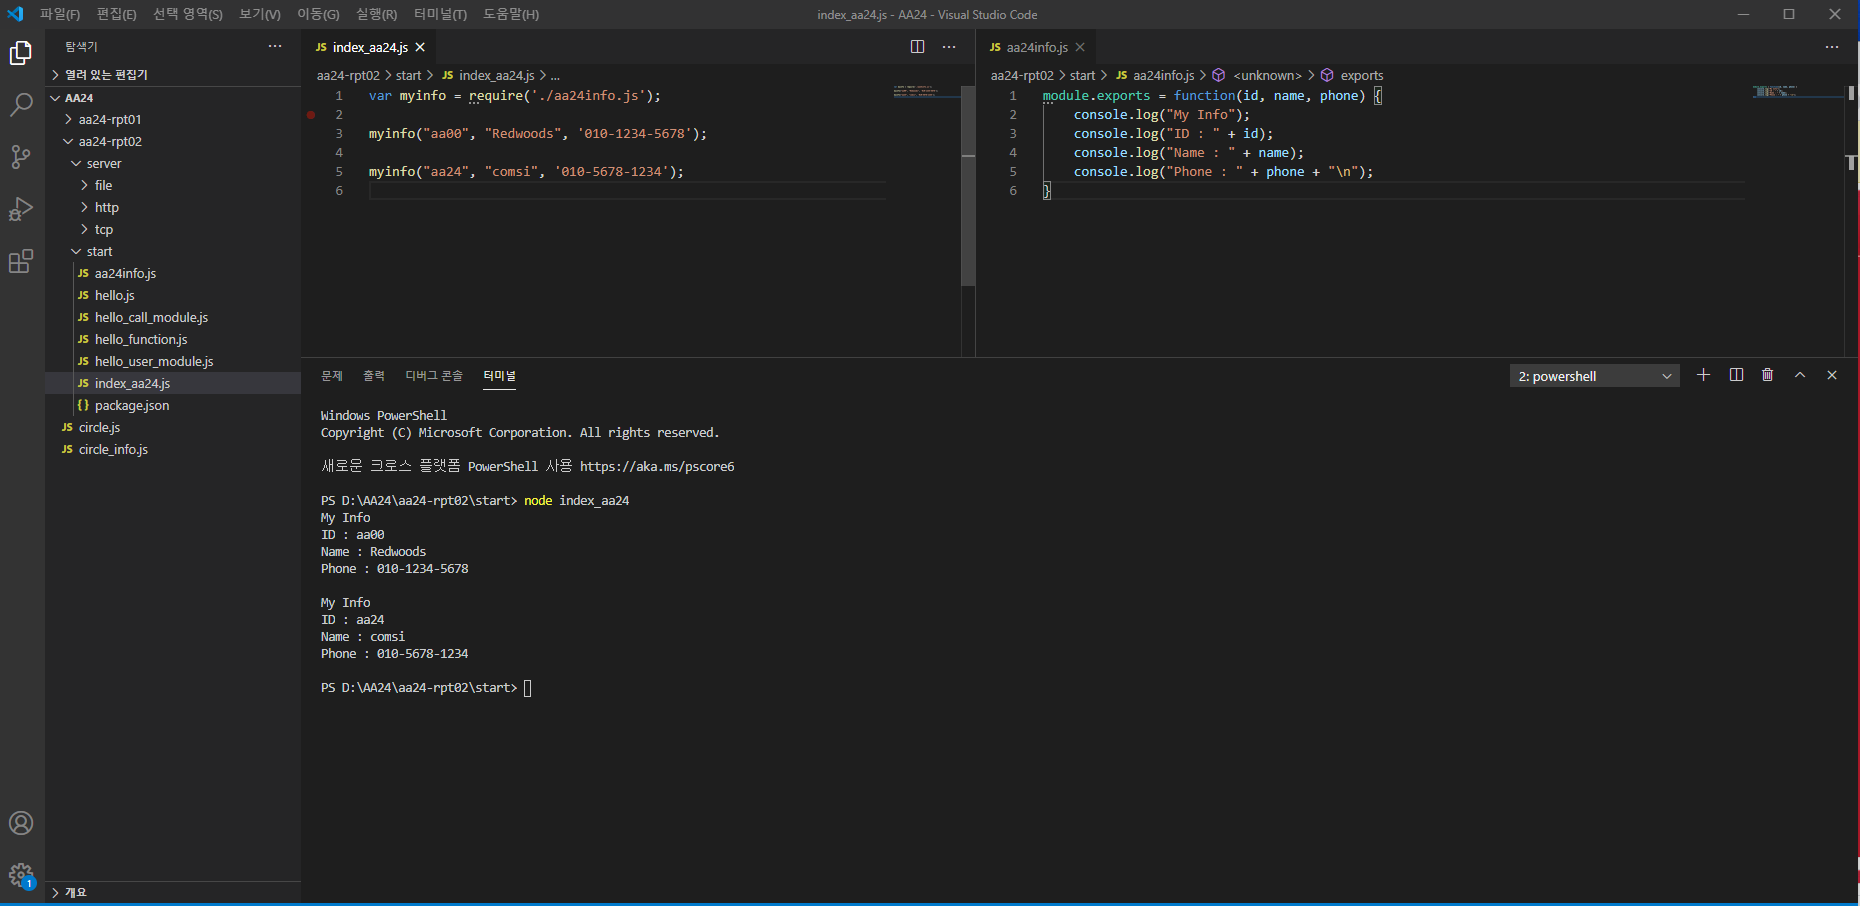 파일(F) 편집(E) 선택 영역(S) 보기(V) 이동(G) 실행(R) 터미널(T) 도움말(H)
index_aa24.js - AA24 - Visual Studio Code
탐색기
열려 있는 편집기
AA24
aa24-rpt01
aa24-rpt02
server
file
http
tcp
start
JS aa24info.js
JS hello.js
JS hello_call_module.js
JS hello_function.js
JS hello_user_module.js
JS index_aa24.js
{} package.json
JS circle.js
JS circle_info.js
개요
1
JS index_aa24.js
aa24-rpt02 > start > JS index_aa24.js > ...
1 var myinfo = require('./aa24info.js');
2
3 myinfo("aa00", "Redwoods", '010-1234-5678');
4
5 myinfo("aa24", "comsi", '010-5678-1234');
6
JS aa24info.js
aa24-rpt02 > start > JS aa24info.js > <unknown> > exports
1 module.exports = function(id, name, phone) {
2 console.log("My Info");
3 console.log("ID : " + id);
4 console.log("Name : " + name);
5 console.log("Phone : " + phone + "\n");
6 }
문제 출력 디버그 콘솔 터미널
2: powershell
Windows PowerShell
Copyright (C) Microsoft Corporation. All rights reserved.
새로운 크로스 플랫폼 PowerShell 사용 https://aka.ms/pscore6
PS D:\AA24\aa24-rpt02\start> node index_aa24
My Info
ID : aa00
Name : Redwoods
Phone : 010-1234-5678
My Info
ID : aa24
Name : comsi
Phone : 010-5678-1234
PS D:\AA24\aa24-rpt02\start>